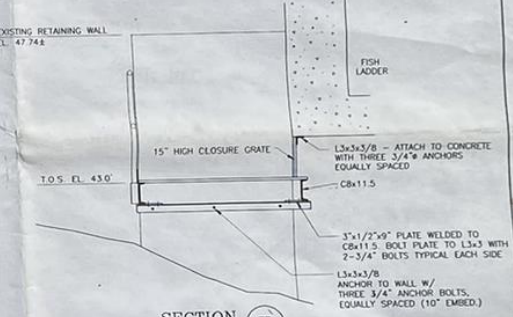 EXISTING RETAINING WALL
EL. 47.74±
FISH
LADDER
15" HIGH CLOSURE GRATE
L3x3x3/8 - ATTACH TO CONCRETE
WITH THREE 3/4"ø ANCHORS
EQUALLY SPACED
T.O.S. EL. 43.0'
C8x11.5
3"x1/2"x9" PLATE WELDED TO
C8x11.5. BOLT PLATE TO L3x3 WITH
2-3/4" BOLTS TYPICAL EACH SIDE
L3x3x3/8
ANCHOR TO WALL W/
THREE 3/4" ANCHOR BOLTS,
EQUALLY SPACED (10" EMBED.)
SECTION